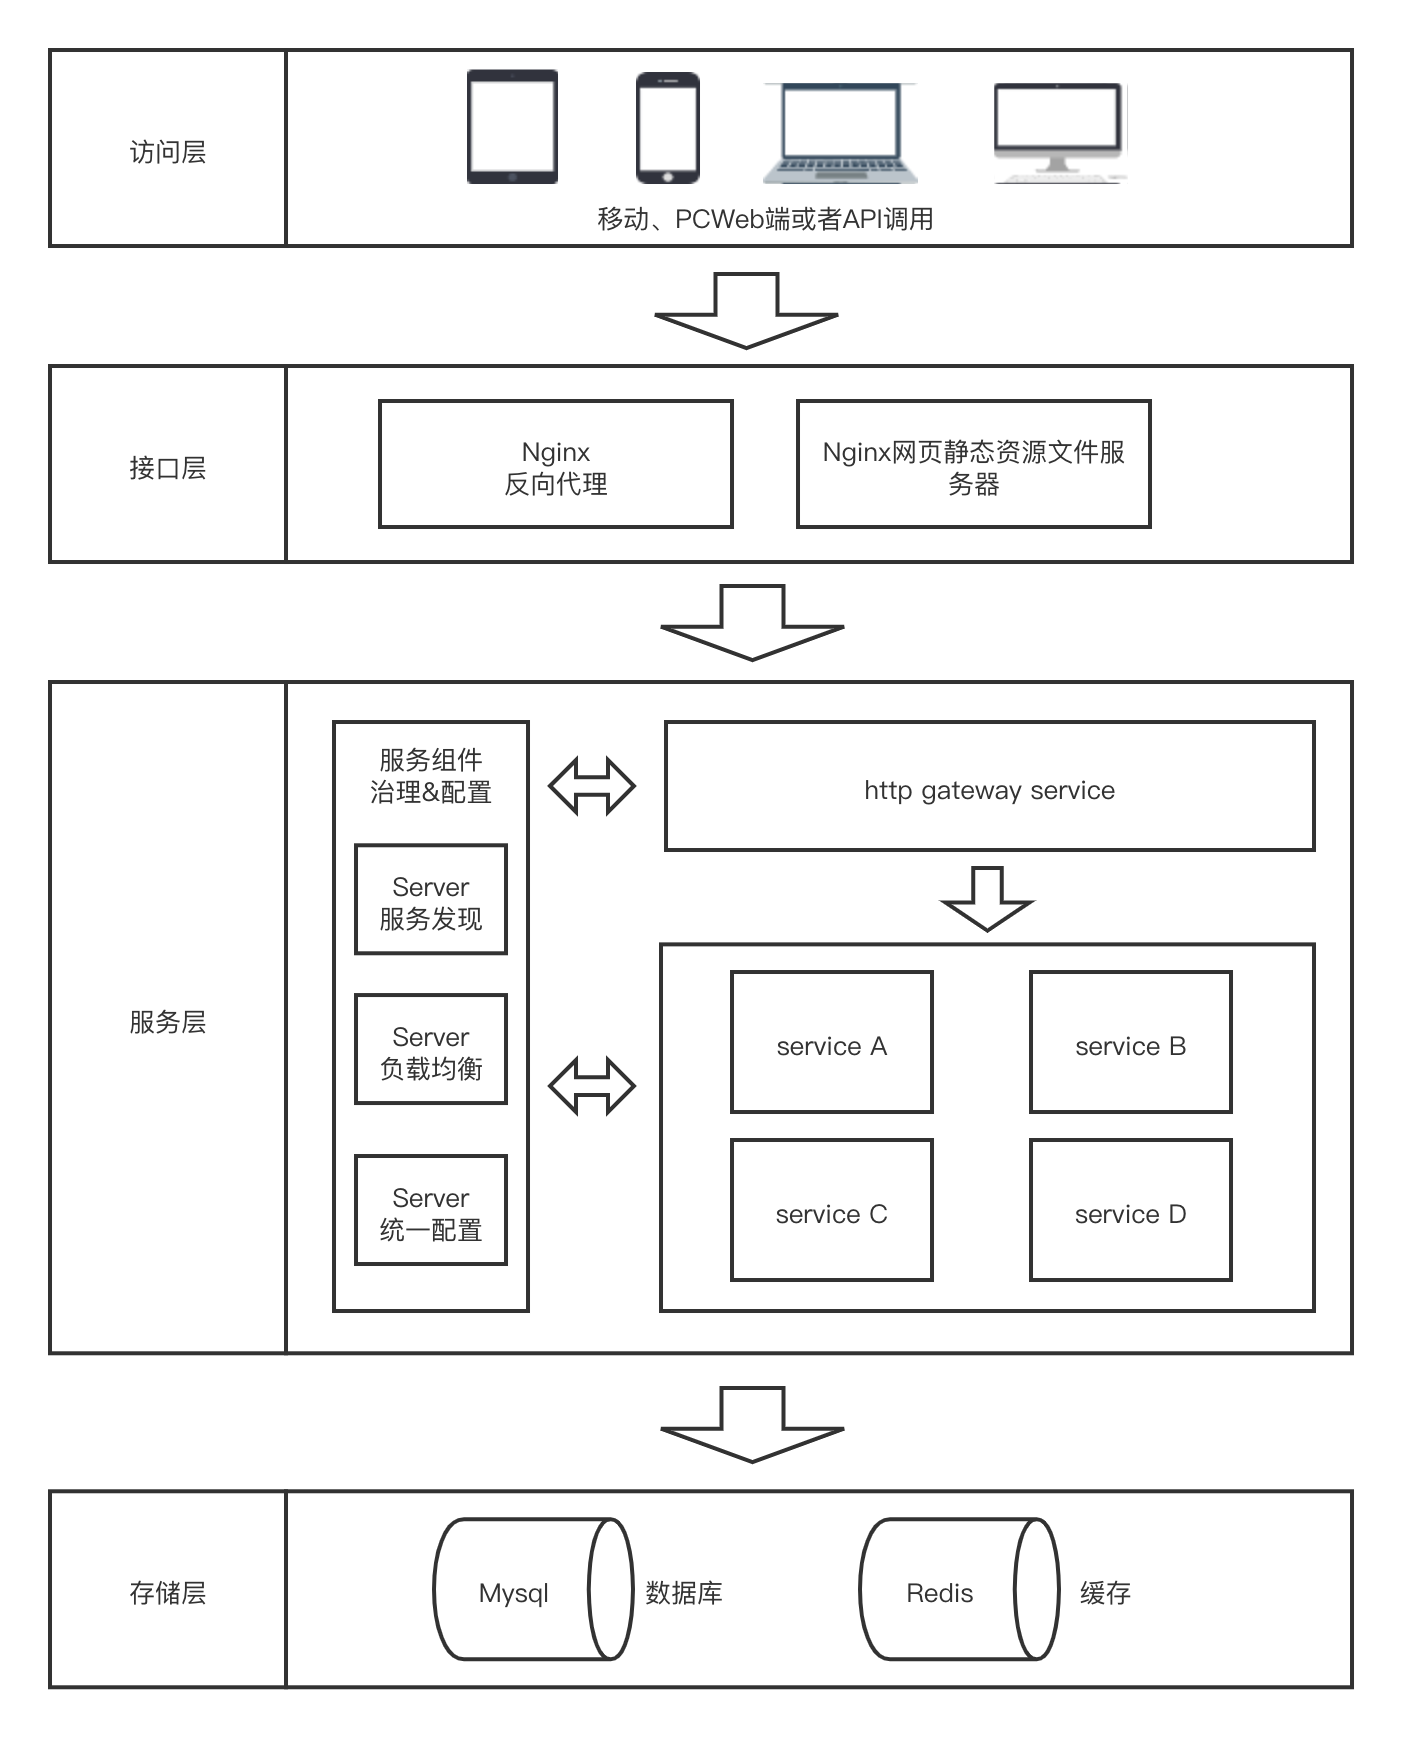 访问层
移动、PCWeb端或者API调用
接口层
Nginx
反向代理
Nginx网页静态资源文件服
务器
服务层
服务组件
治理&配置
Server
服务发现
Server
负载均衡
Server
统一配置
http gateway service
service A
service B
service C
service D
存储层
Mysql
数据库
Redis
缓存